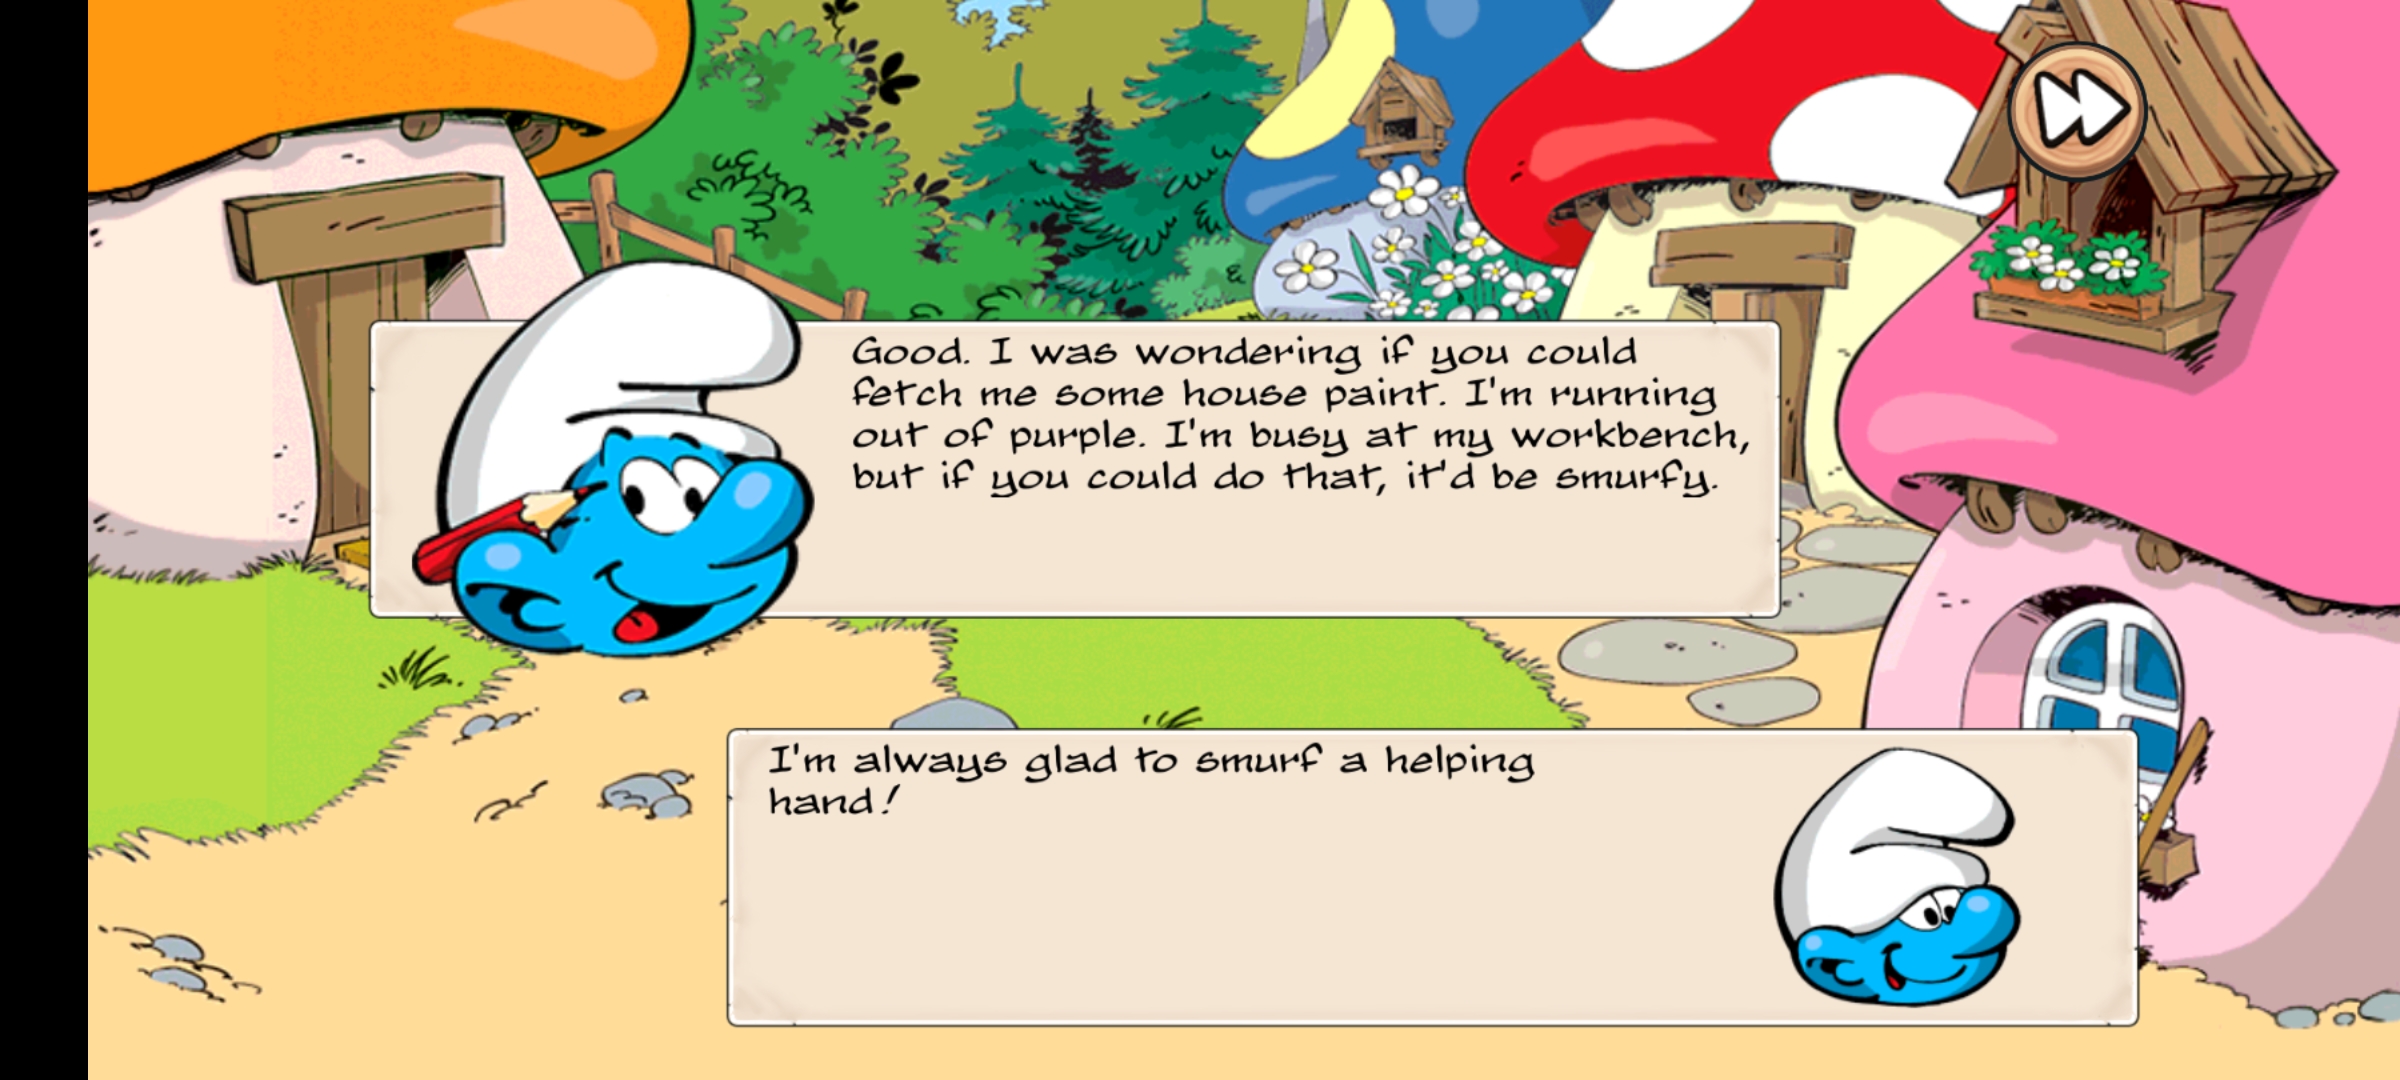 Good. I was wondering if you could
fetch me some house paint. I'm running
out of purple. I'm busy at my workbench,
but if you could do that, it'd be smurfy.
I'm always glad to smurf a helping
hand!